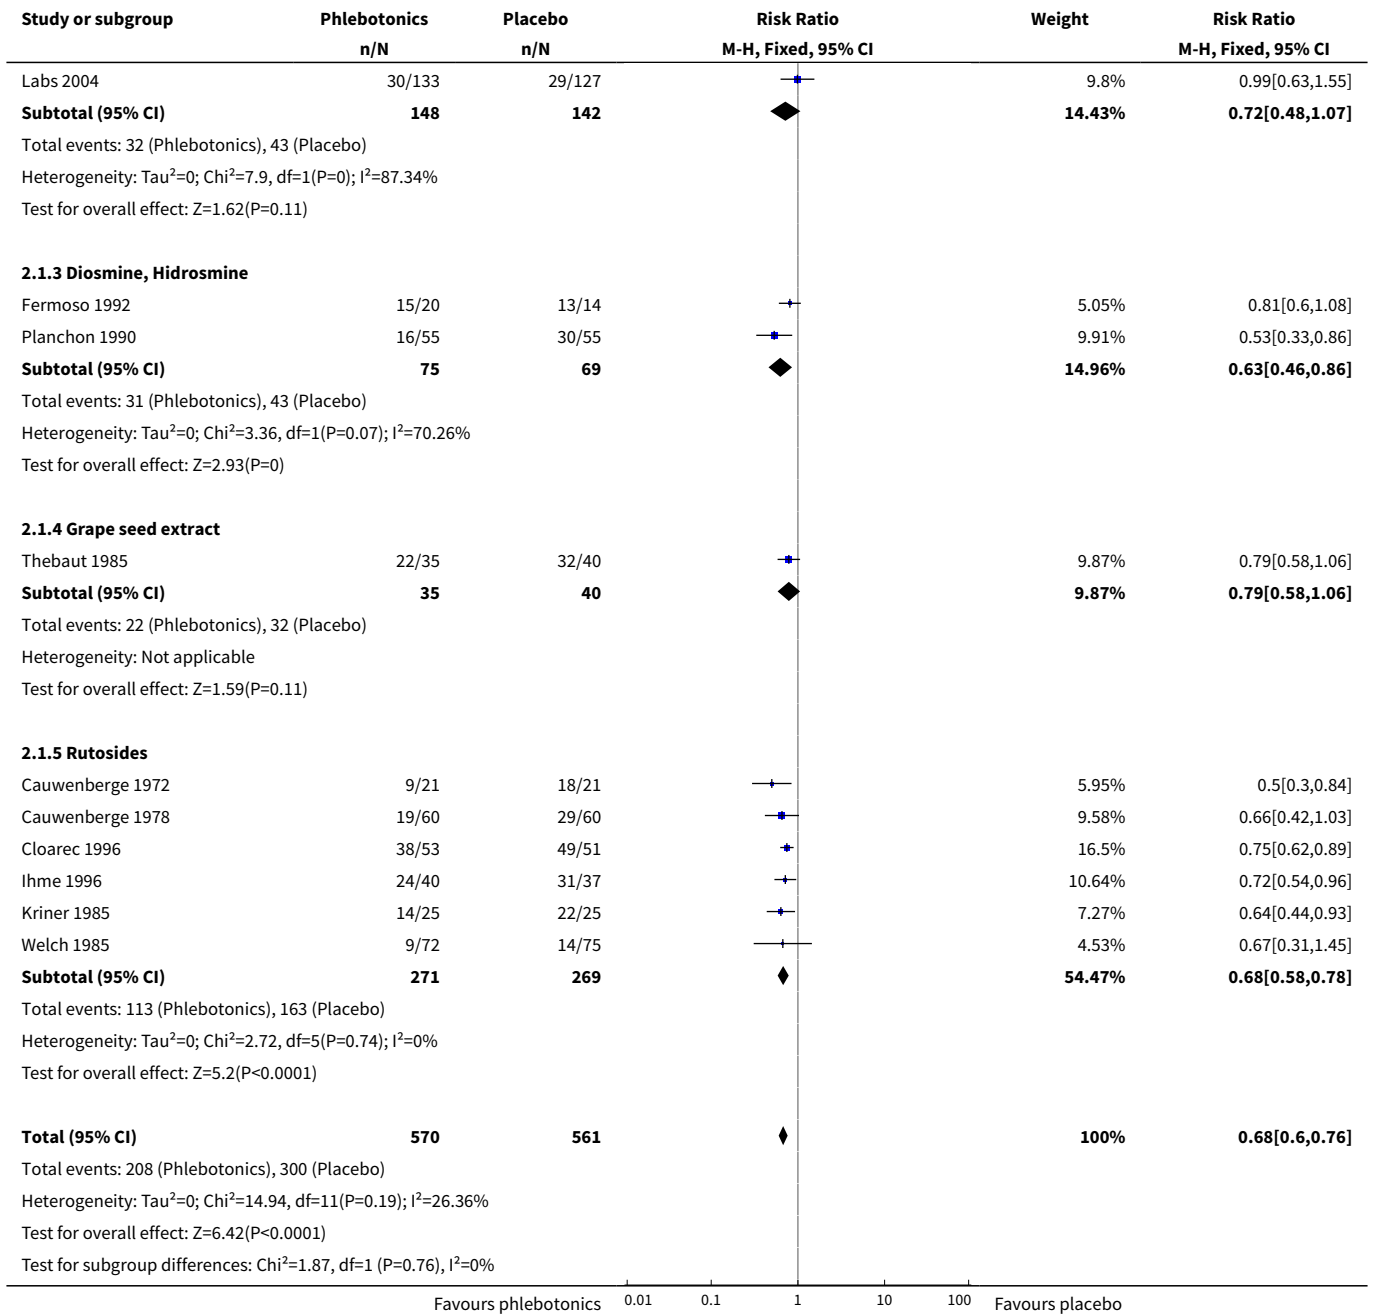 Study or subgroup Phlebotonics Placebo Risk Ratio Weight Risk Ratio
n/N n/N M-H, Fixed, 95% CI M-H, Fixed, 95% CI
Labs 2004 30/133 29/127 9.8% 0.99[0.63,1.55]
Subtotal (95% CI) 148 142 14.43% 0.72[0.48,1.07]
Total events: 32 (Phlebotonics), 43 (Placebo)
Heterogeneity: Tau²=0; Chi²=7.9, df=1(P=0); I²=87.34%
Test for overall effect: Z=1.62(P=0.11)
2.1.3 Diosmine, Hidrosmine
Fermoso 1992 15/20 13/14 5.05% 0.81[0.6,1.08]
Planchon 1990 16/55 30/55 9.91% 0.53[0.33,0.86]
Subtotal (95% CI) 75 69 14.96% 0.63[0.46,0.86]
Total events: 31 (Phlebotonics), 43 (Placebo)
Heterogeneity: Tau²=0; Chi²=3.36, df=1(P=0.07); I²=70.26%
Test for overall effect: Z=2.93(P=0)
2.1.4 Grape seed extract
Thebaut 1985 22/35 32/40 9.87% 0.79[0.58,1.06]
Subtotal (95% CI) 35 40 9.87% 0.79[0.58,1.06]
Total events: 22 (Phlebotonics), 32 (Placebo)
Heterogeneity: Not applicable
Test for overall effect: Z=1.59(P=0.11)
2.1.5 Rutosides
Cauwenberge 1972 9/21 18/21 5.95% 0.5[0.3,0.84]
Cauwenberge 1978 19/60 29/60 9.58% 0.66[0.42,1.03]
Cloarec 1996 38/53 49/51 16.5% 0.75[0.62,0.89]
Ihme 1996 24/40 31/37 10.64% 0.72[0.54,0.96]
Kriner 1985 14/25 22/25 7.27% 0.64[0.44,0.93]
Welch 1985 9/72 14/75 4.53% 0.67[0.31,1.45]
Subtotal (95% CI) 271 269 54.47% 0.68[0.58,0.78]
Total events: 113 (Phlebotonics), 163 (Placebo)
Heterogeneity: Tau²=0; Chi²=2.72, df=5(P=0.74); I²=0%
Test for overall effect: Z=5.2(P<0.0001)
Total (95% CI) 570 561 100% 0.68[0.6,0.76]
Total events: 208 (Phlebotonics), 300 (Placebo)
Heterogeneity: Tau²=0; Chi²=14.94, df=11(P=0.19); I²=26.36%
Test for overall effect: Z=6.42(P<0.0001)
Test for subgroup differences: Chi²=1.87, df=1 (P=0.76), I²=0%
Favours phlebotonics 0.01 0.1 1 10 100 Favours placebo